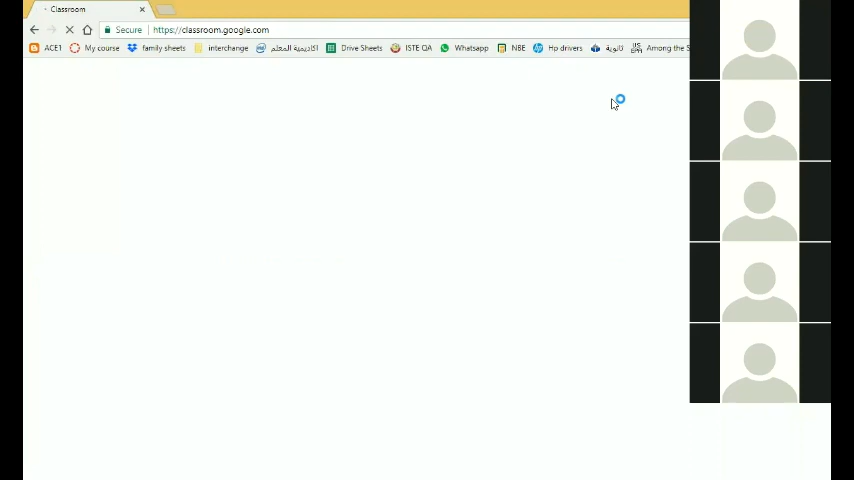 Classroom
Secure https://classroom.google.com
ACE1 My course family sheets interchange اكاديمية المعلم Drive Sheets ISTE QA Whatsapp NBE Hp drivers ثانوية Among the S